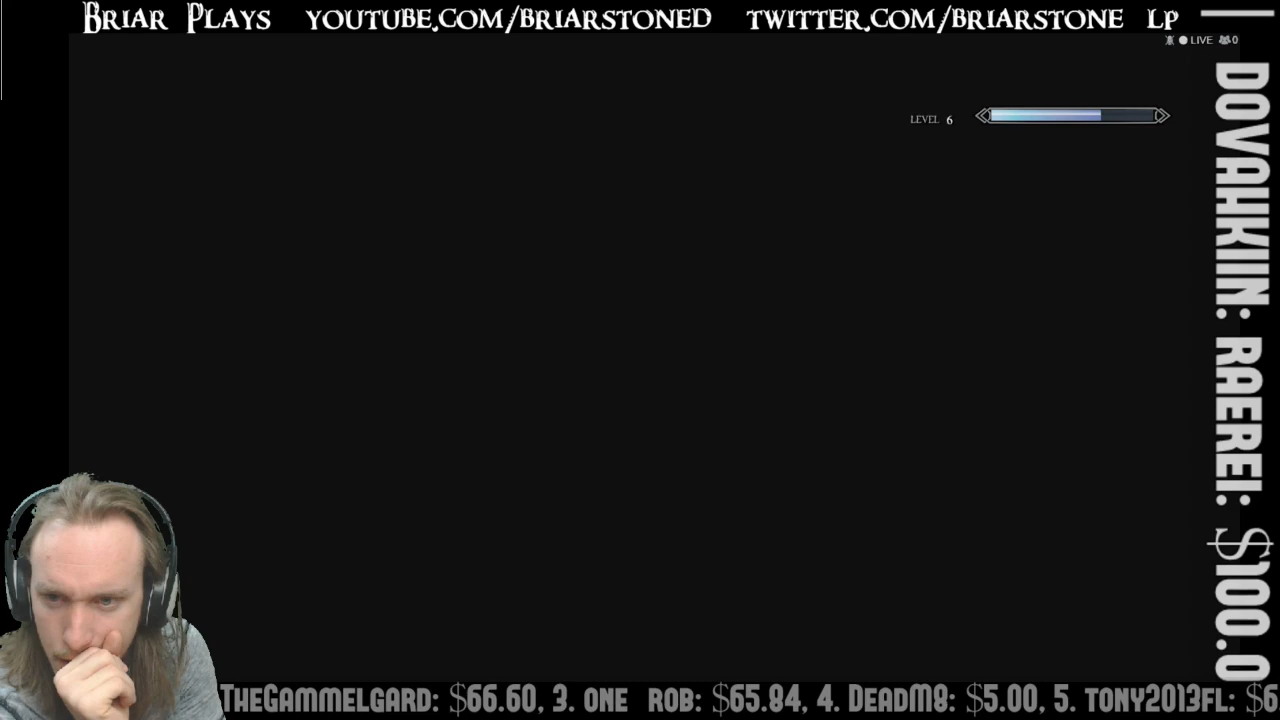 Briar Plays YOUTUBE.COM/BRIARSTONED TWITTER.COM/BRIARSTONE LP
LIVE 0
LEVEL 6
DOVAHKIIN: RAEREI: $100.0
TheGammelgard: $66.60, 3. one rob: $65.84, 4. DeadM8: $5.00, 5. tony2013fl: $6